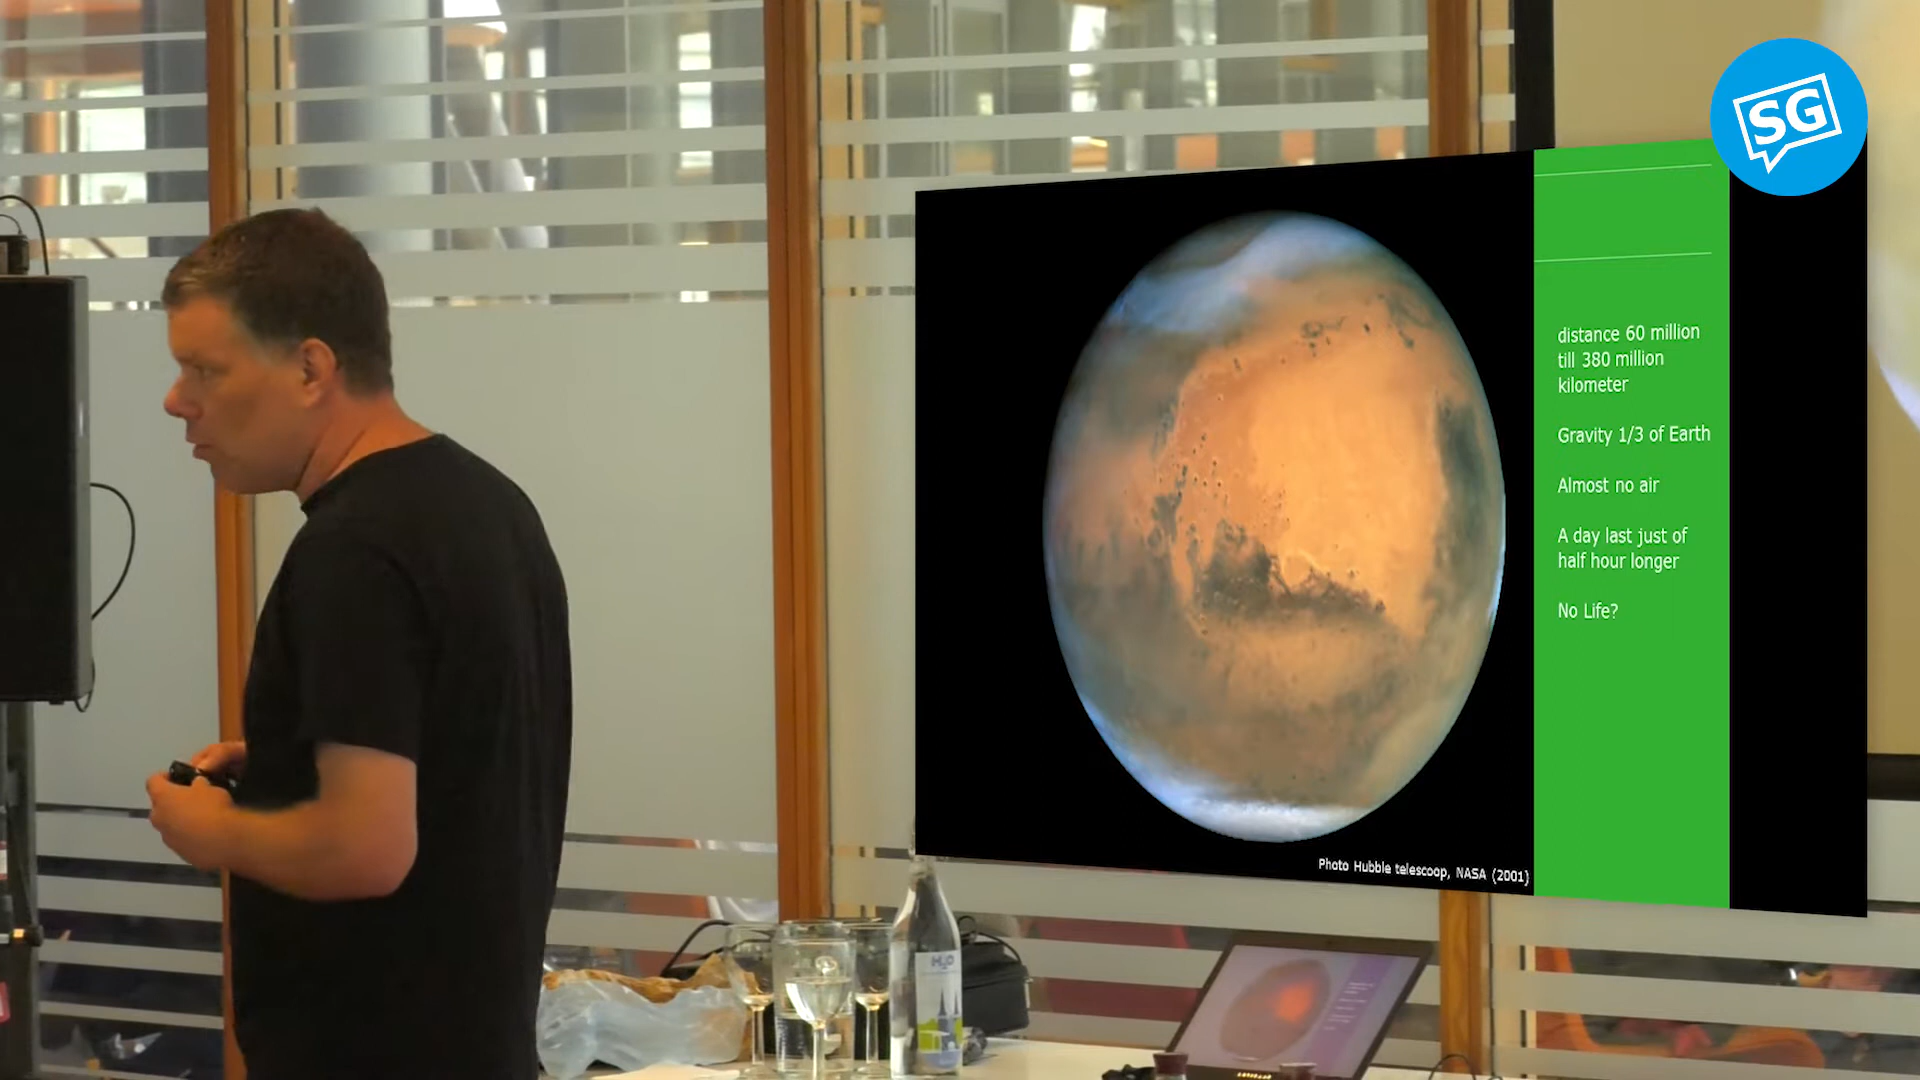 SG
distance 60 million
till 380 million
kilometer
Gravity 1/3 of Earth
Almost no air
A day last just of
half hour longer
No Life?
Photo Hubble telescoop, NASA (2001)
H2O